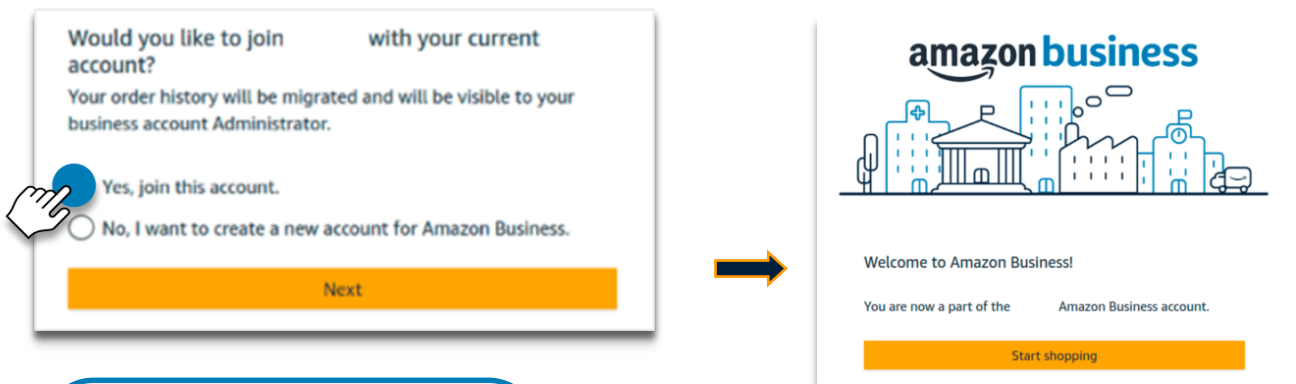 Would you like to join with your current
account?
Your order history will be migrated and will be visible to your
business account Administrator.
Yes, join this account.
No, I want to create a new account for Amazon Business.
Next
amazon business
Welcome to Amazon Business!
You are now a part of the Amazon Business account.
Start shopping